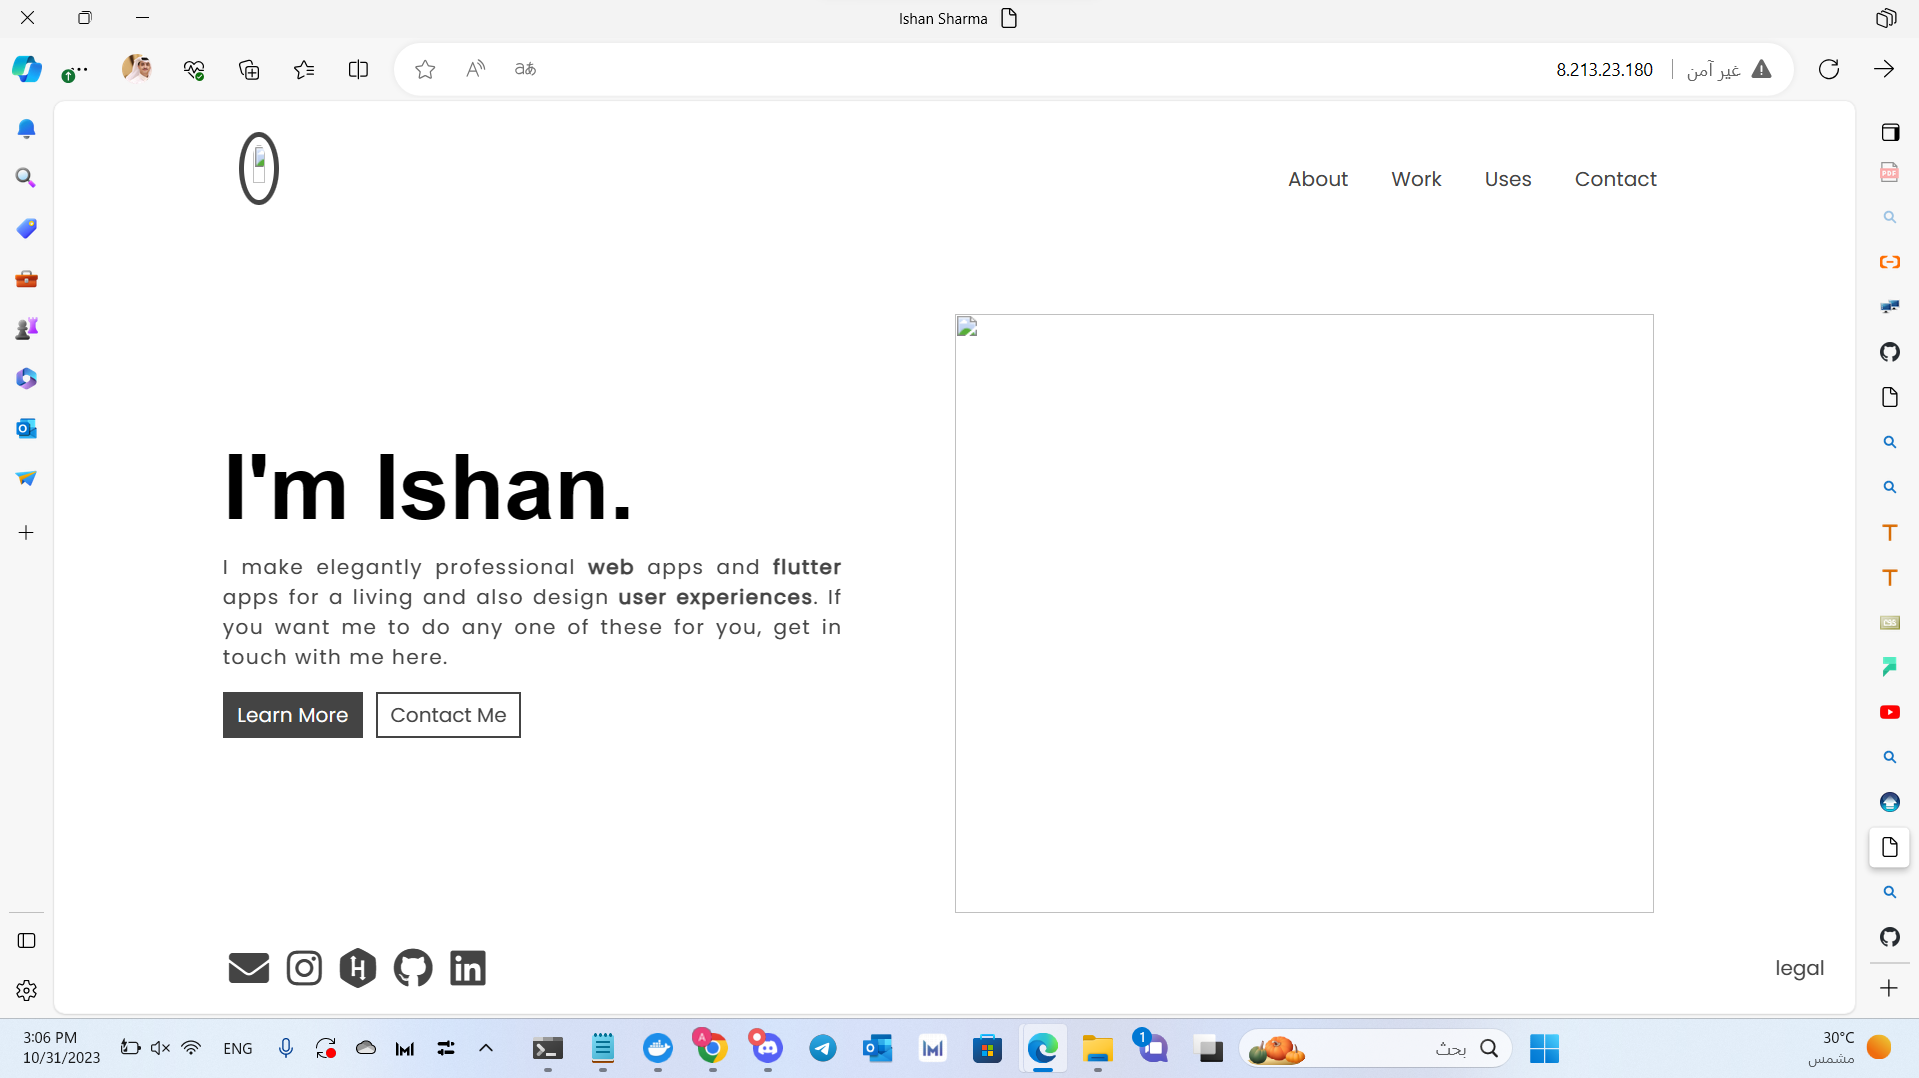 Ishan Sharma
8.213.23.180
غير آمن
About
Work
Uses
Contact
I'm Ishan.
I make elegantly professional web apps and flutter
apps for a living and also design user experiences. If
you want me to do any one of these for you, get in
touch with me here.
Learn More
Contact Me
legal
3:06 PM
10/31/2023
ENG
بحث
30°C
مشمس
PDF
CSS
A
1